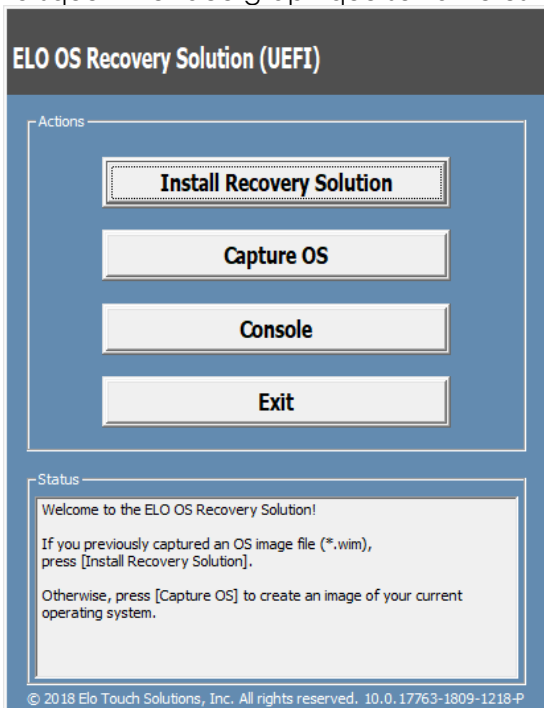 ELO OS Recovery Solution (UEFI)
Actions
Install Recovery Solution
Capture OS
Console
Exit
Status
Welcome to the ELO OS Recovery Solution!
If you previously captured an OS image file (*.wim),
press [Install Recovery Solution].
Otherwise, press [Capture OS] to create an image of your current
operating system.
© 2018 Elo Touch Solutions, Inc. All rights reserved. 10.0.17763-1809-1218-P